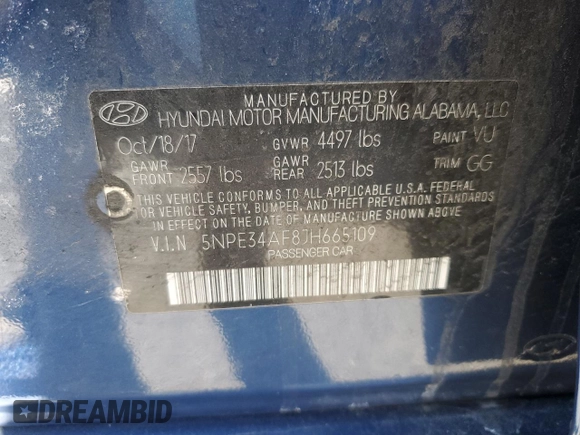 MANUFACTURED BY
HYUNDAI MOTOR MANUFACTURING ALABAMA, LLC
Oct/18/17 GVWR 4497 lbs PAINT VU
GAWR FRONT 2557 lbs GAWR REAR 2513 lbs TRIM GG
THIS VEHICLE CONFORMS TO ALL APPLICABLE U.S.A. FEDERAL
VEHICLE SAFETY, BUMPER, AND THEFT PREVENTION STANDARDS
IN EFFECT ON THE DATE OF MANUFACTURE SHOWN ABOVE.
V.I.N 5NPE34AF8JH665109
PASSENGER CAR
DREAMBID